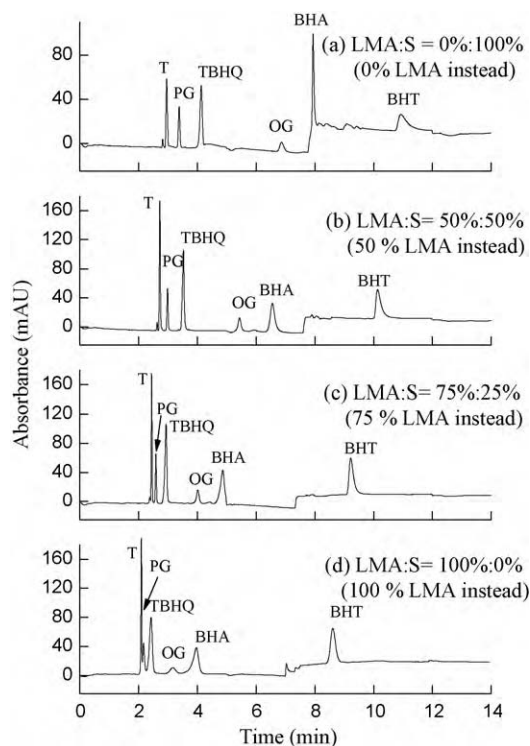 BHA
(a) LMA:S = 0%:100%
(0% LMA instead)
T
PG
TBHQ
OG
BHT
80
40
0
(b) LMA:S= 50%:50%
(50 % LMA instead)
T
PG
TBHQ
OG
BHA
BHT
160
120
80
40
0
Absorbance (mAU)
(c) LMA:S= 75%:25%
(75 % LMA instead)
T
PG
TBHQ
OG
BHA
BHT
160
120
80
40
0
(d) LMA:S= 100%:0%
(100 % LMA instead)
T
PG
TBHQ
OG
BHA
BHT
160
120
80
40
0
0 2 4 6 8 10 12 14
Time (min)